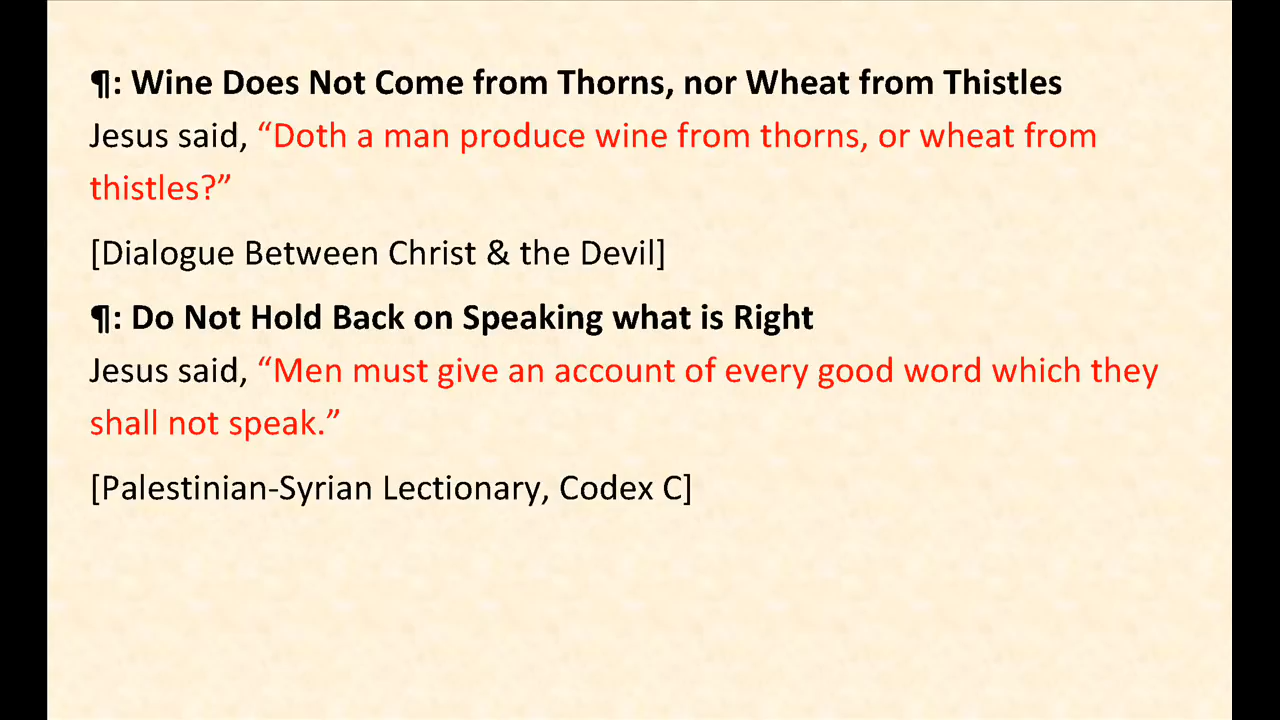 ¶: Wine Does Not Come from Thorns, nor Wheat from Thistles
Jesus said, “Doth a man produce wine from thorns, or wheat from
thistles?”
[Dialogue Between Christ & the Devil]
¶: Do Not Hold Back on Speaking what is Right
Jesus said, “Men must give an account of every good word which they
shall not speak.”
[Palestinian-Syrian Lectionary, Codex C]